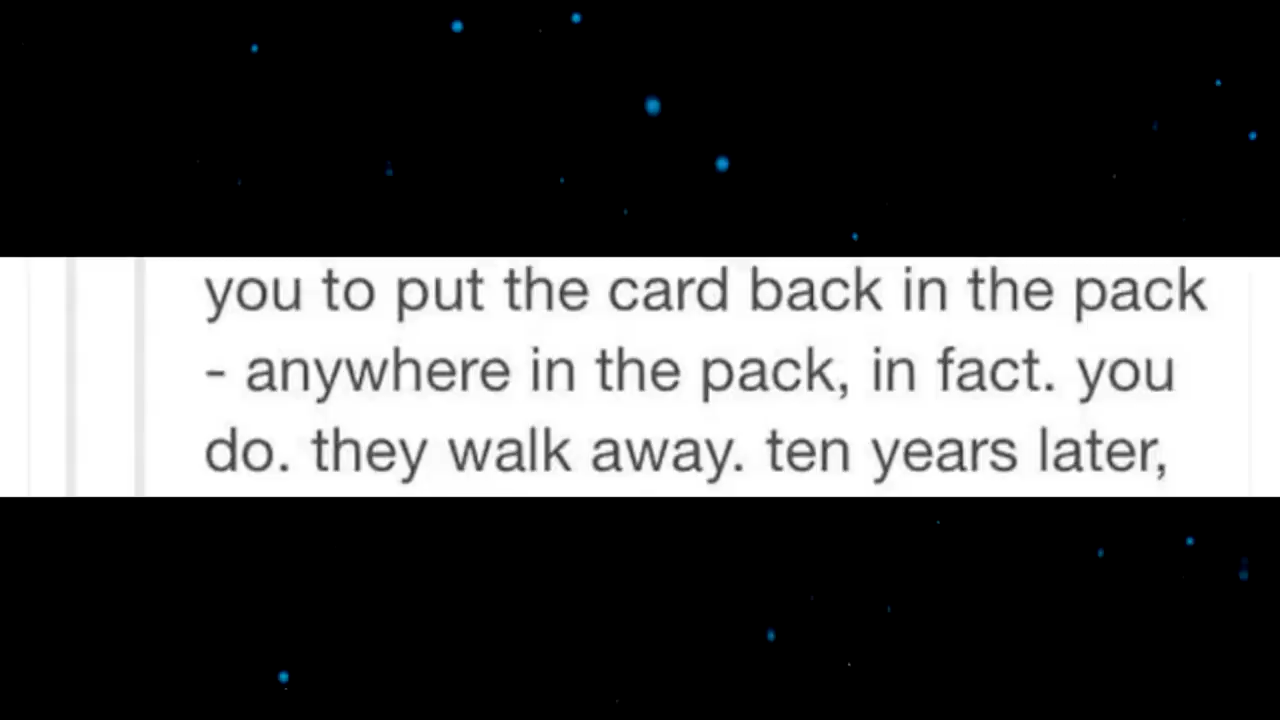 you to put the card back in the pack
- anywhere in the pack, in fact. you
do. they walk away. ten years later,